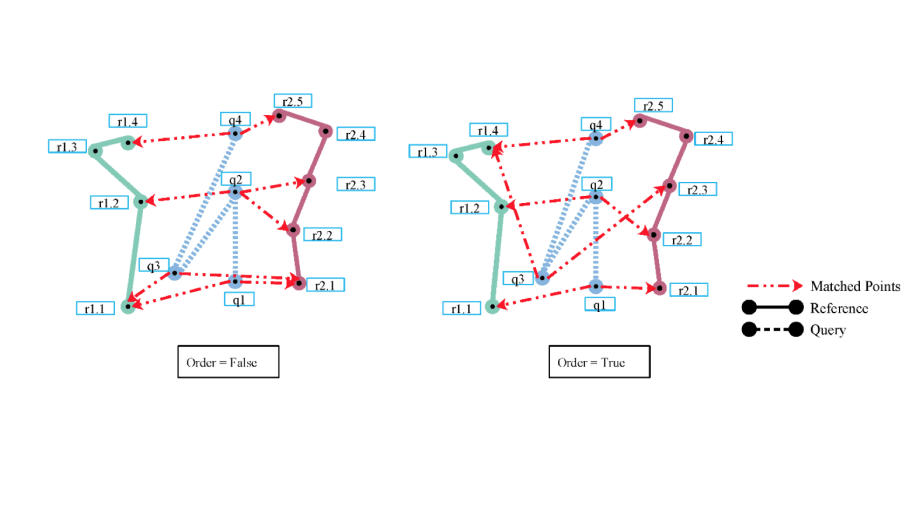 r2.5
r1.4
q4
r2.4
r1.3
q2
r2.3
r1.2
r2.2
q3
r2.1
q1
r1.1
Order = False
r2.5
q4
r1.4
r2.4
r1.3
q2
r2.3
r1.2
r2.2
q3
r2.1
q1
r1.1
Order = True
Matched Points
Reference
Query